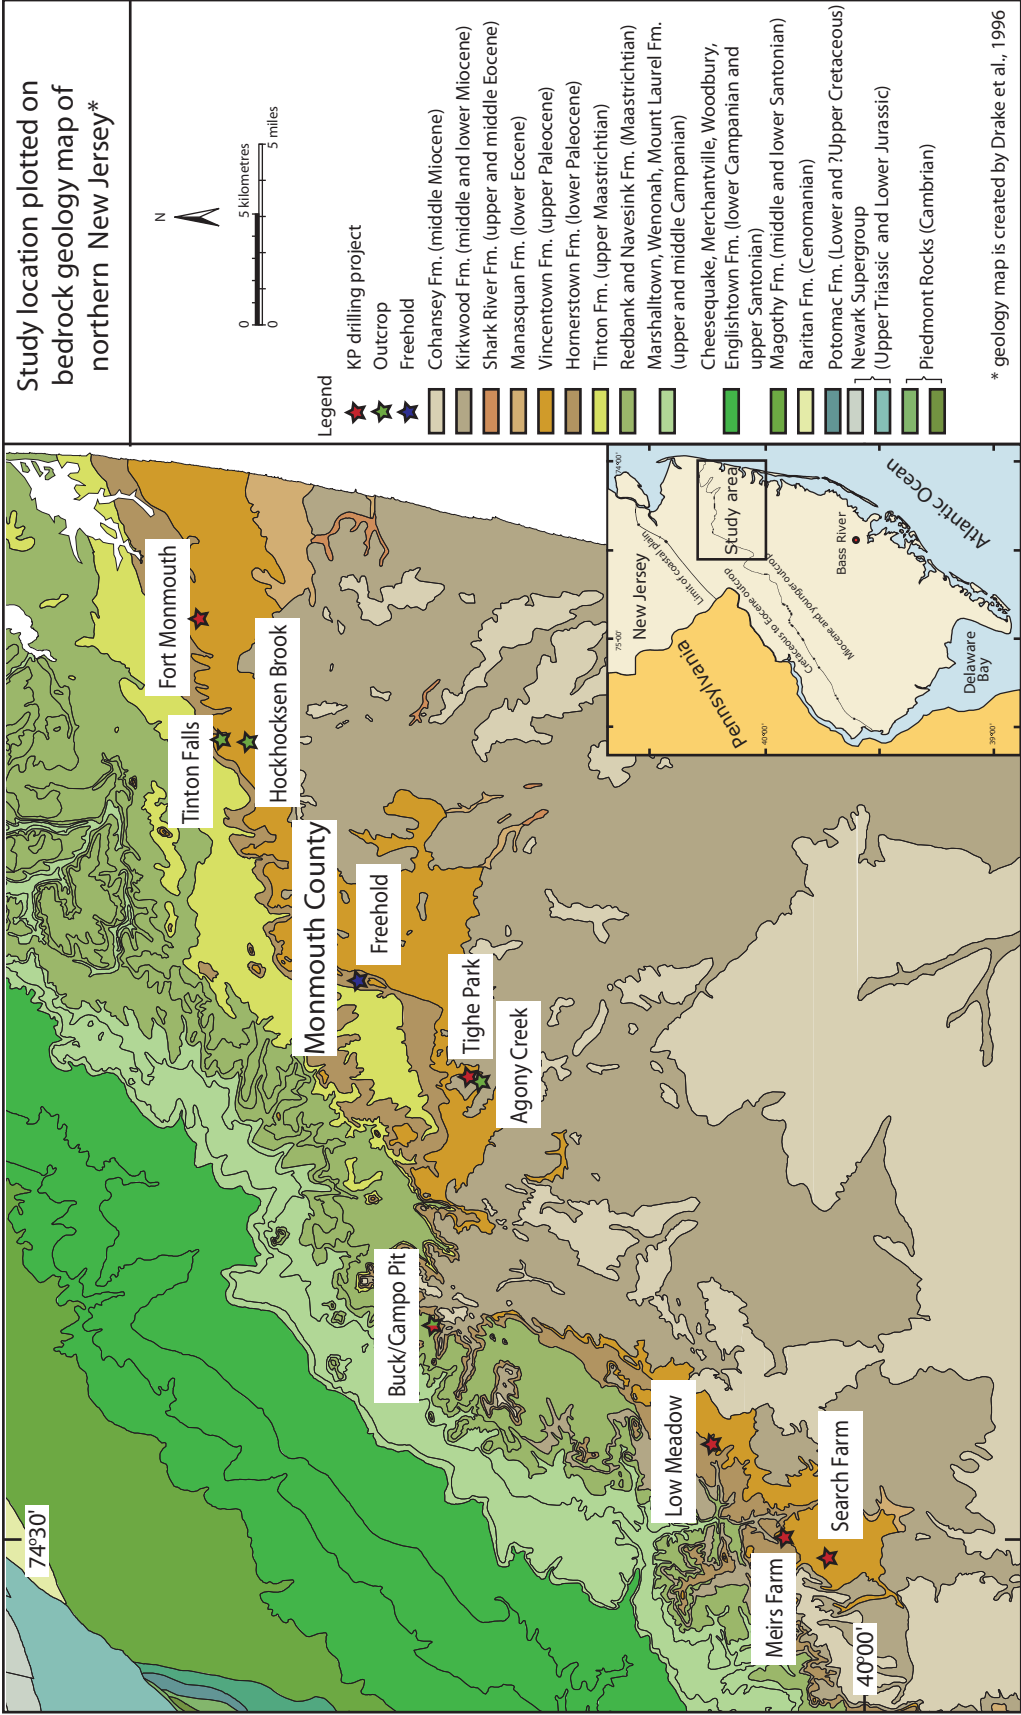 Study location plotted on
bedrock geology map of
northern New Jersey*
N
0
5 kilometres
0
5 miles
Legend
KP drilling project
Outcrop
Freehold
Cohansey Fm. (middle Miocene)
Kirkwood Fm. (middle and lower Miocene)
Shark River Fm. (upper and middle Eocene)
Manasquan Fm. (lower Eocene)
Vincentown Fm. (upper Paleocene)
Hornerstown Fm. (lower Paleocene)
Tinton Fm. (upper Maastrichtian)
Redbank and Navesink Fm. (Maastrichtian)
Marshalltown, Wenonah, Mount Laurel Fm.
(upper and middle Campanian)
Cheesequake, Merchantville, Woodbury,
Englishtown Fm. (lower Campanian and
upper Santonian)
Magothy Fm. (middle and lower Santonian)
Raritan Fm. (Cenomanian)
Potomac Fm. (Lower and ?Upper Cretaceous)
Newark Supergroup
(Upper Triassic and Lower Jurassic)
Piedmont Rocks (Cambrian)
* geology map is created by Drake et al., 1996
74°30'
40°00'
Fort Monmouth
Tinton Falls
Hockhocksen Brook
Monmouth County
Freehold
Tighe Park
Agony Creek
Buck/Campo Pit
Low Meadow
Meirs Farm
Search Farm
75°00'
74°00'
New Jersey
Limit of coastal plain
Study area
Pennsylvania
Cretaceous to Eocene outcrop
Miocene and younger outcrop
Bass River
Atlantic Ocean
Delaware
Bay
40°00'
39°00'